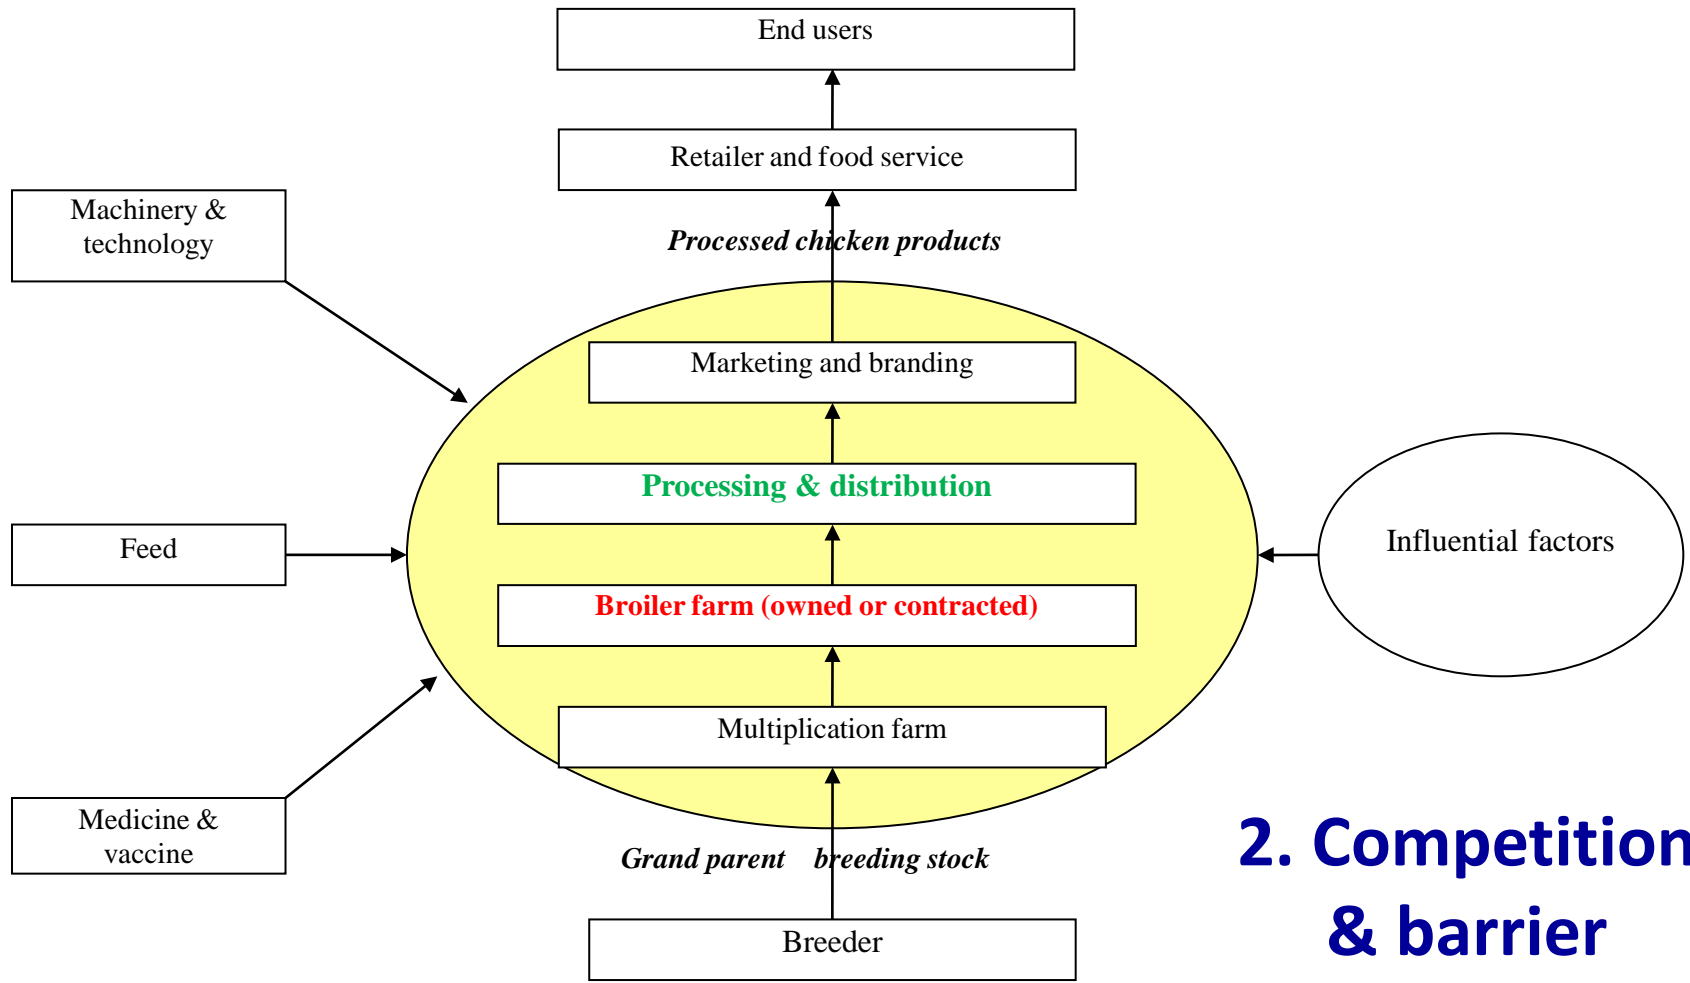 End users
Retailer and food service
Machinery &
technology
Processed chicken products
Marketing and branding
Processing & distribution
Feed
Influential factors
Broiler farm (owned or contracted)
Multiplication farm
Medicine &
vaccine
Grand parent breeding stock
Breeder
2. Competition
& barrier